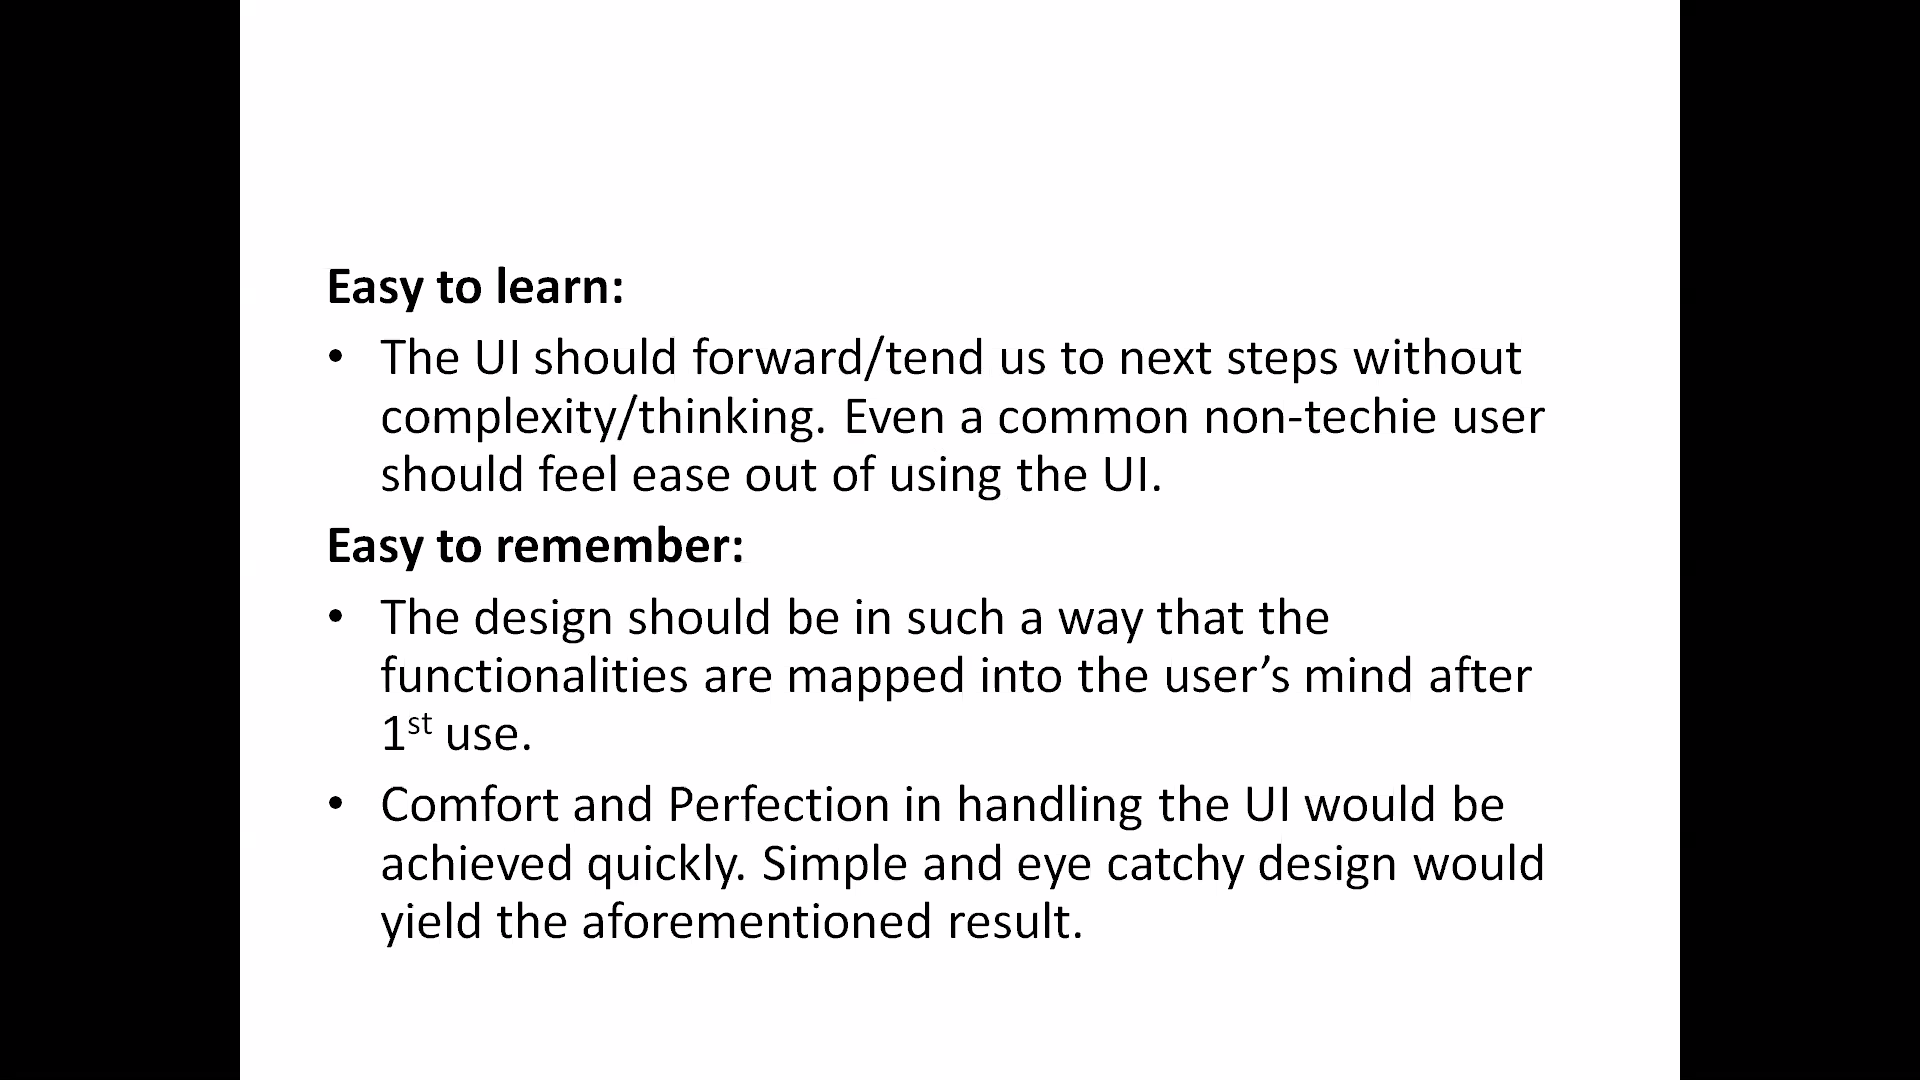 Easy to learn:
• The UI should forward/tend us to next steps without
complexity/thinking. Even a common non-techie user
should feel ease out of using the UI.
Easy to remember:
• The design should be in such a way that the
functionalities are mapped into the user’s mind after
1st use.
• Comfort and Perfection in handling the UI would be
achieved quickly. Simple and eye catchy design would
yield the aforementioned result.